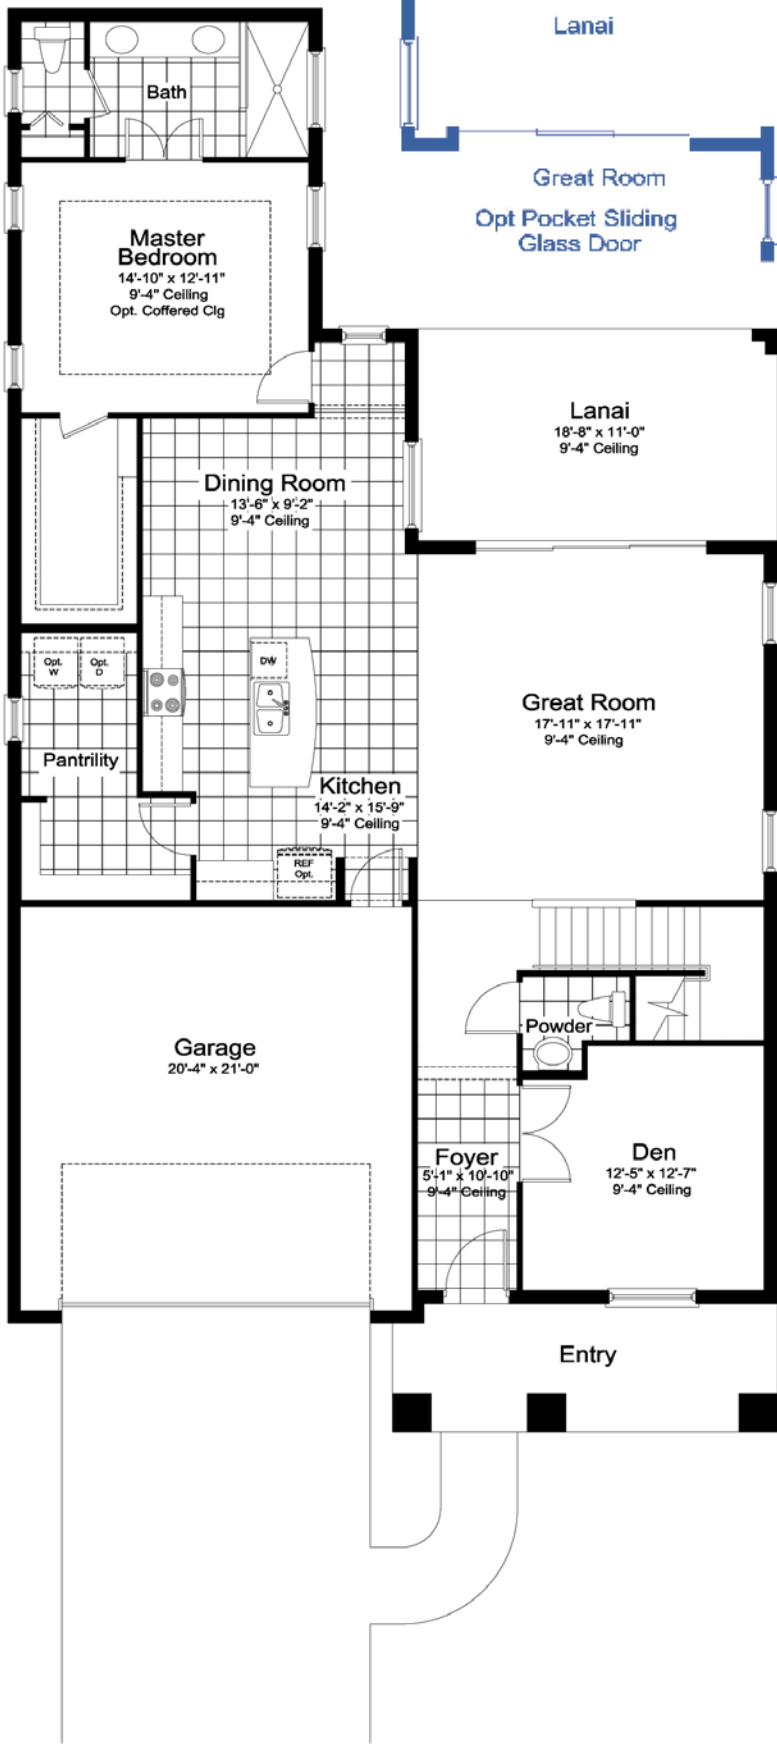 Lanai
Great Room
Opt Pocket Sliding
Glass Door
Bath
Master
Bedroom
14'-10" x 12'-11"
9'-4" Ceiling
Opt. Coffered Clg
Lanai
18'-8" x 11'-0"
9'-4" Ceiling
Dining Room
13'-6" x 9'-2"
9'-4" Ceiling
Opt.
W
Opt.
D
DW
Great Room
17'-11" x 17'-11"
9'-4" Ceiling
Pantrility
Kitchen
14'-2" x 15'-9"
9'-4" Ceiling
REF
Opt.
Garage
20'-4" x 21'-0"
Powder
Foyer
5'-1" x 10'-10"
9'-4" Ceiling
Den
12'-5" x 12'-7"
9'-4" Ceiling
Entry